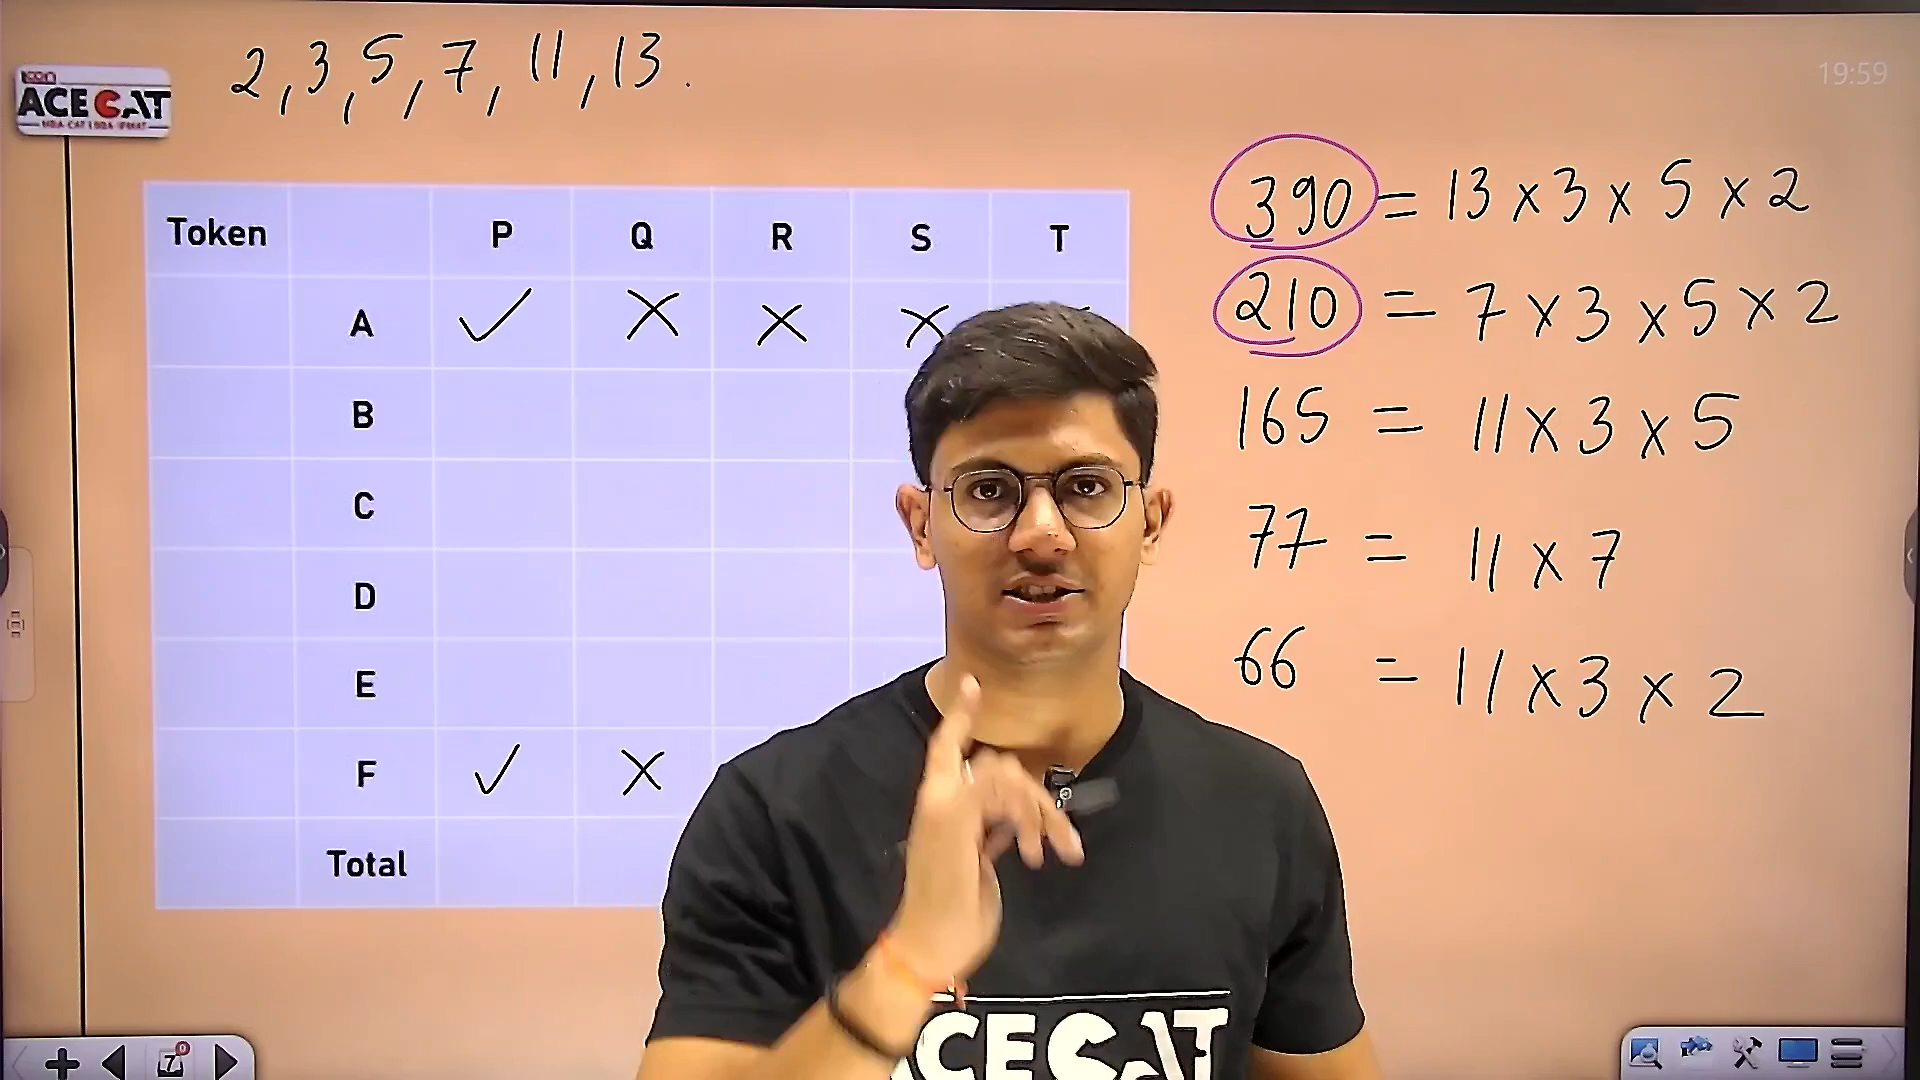 2, 3, 5, 7, 11, 13.
19:59
ACE CAT
Token P Q R S T
A ✓ X X X
B
C
D
E
F ✓ X
Total
390 = 13 x 3 x 5 x 2
210 = 7 x 3 x 5 x 2
165 = 11 x 3 x 5
77 = 11 x 7
66 = 11 x 3 x 2
ACE CAT
7